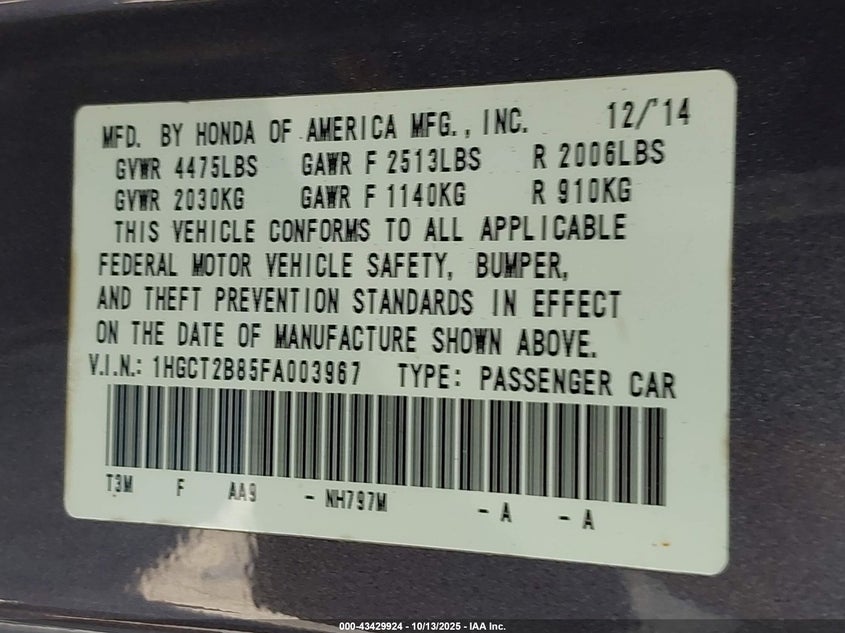 MFD. BY HONDA OF AMERICA MFG., INC. 12/'14
GVWR 4475LBS GAWR F 2513LBS R 2006LBS
GVWR 2030KG GAWR F 1140KG R 910KG
THIS VEHICLE CONFORMS TO ALL APPLICABLE
FEDERAL MOTOR VEHICLE SAFETY, BUMPER,
AND THEFT PREVENTION STANDARDS IN EFFECT
ON THE DATE OF MANUFACTURE SHOWN ABOVE.
V.I.N.: 1HGCT2B85FA003967 TYPE: PASSENGER CAR
T3M F AA9 - NH797M - A - A
000-43429924 - 10/13/2025 - IAA Inc.